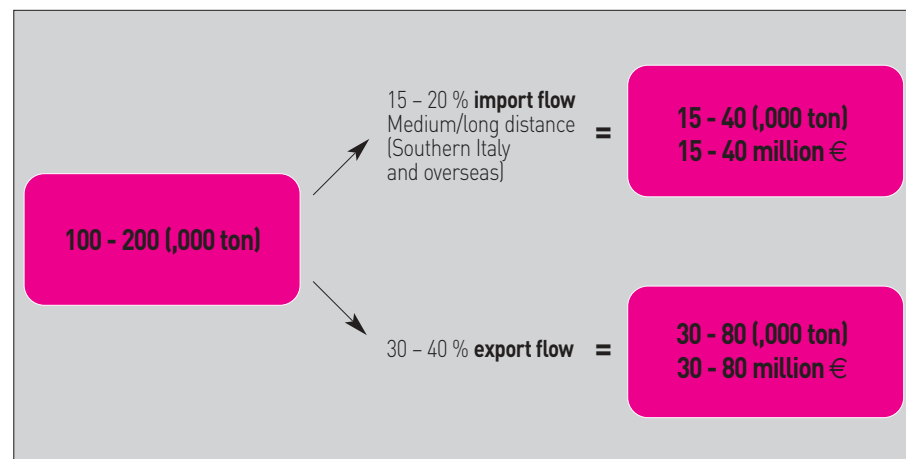 100 - 200 (,000 ton)
15 – 20 % import flow
Medium/long distance
(Southern Italy
and overseas)
=
15 - 40 (,000 ton)
15 - 40 million €
30 – 40 % export flow
=
30 - 80 (,000 ton)
30 - 80 million €